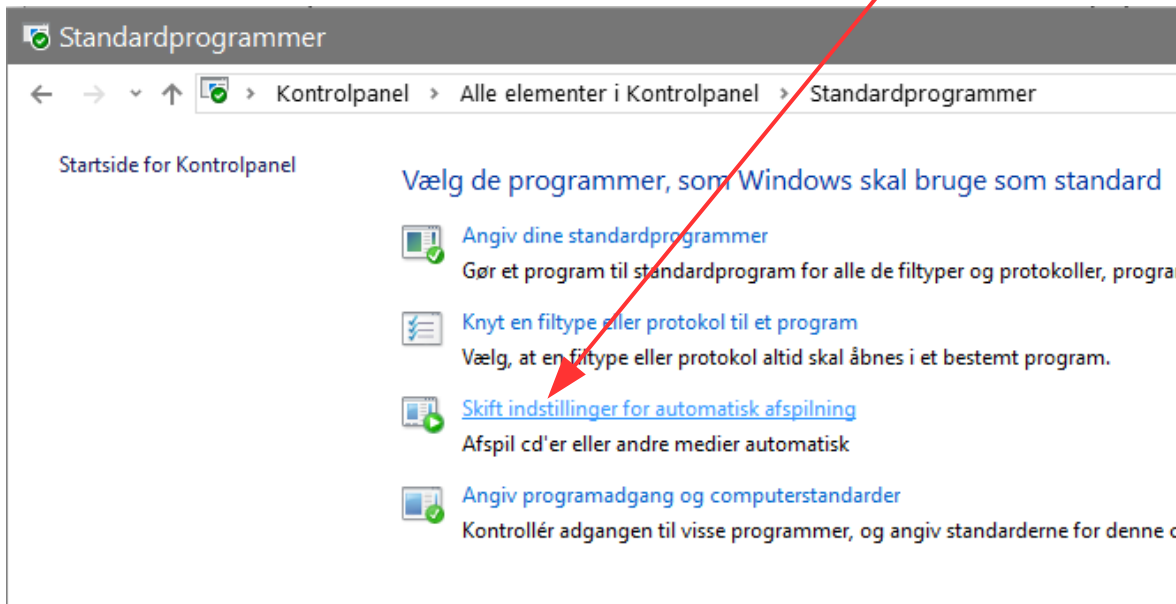 Standardprogrammer
Kontrolpanel › Alle elementer i Kontrolpanel › Standardprogrammer
Startside for Kontrolpanel
Vælg de programmer, som Windows skal bruge som standard
Angiv dine standardprogrammer
Gør et program til standardprogram for alle de filtyper og protokoller, progra
Knyt en filtype eller protokol til et program
Vælg, at en filtype eller protokol altid skal åbnes i et bestemt program.
Skift indstillinger for automatisk afspilning
Afspil cd'er eller andre medier automatisk
Angiv programadgang og computerstandarder
Kontrollér adgangen til visse programmer, og angiv standarderne for denne